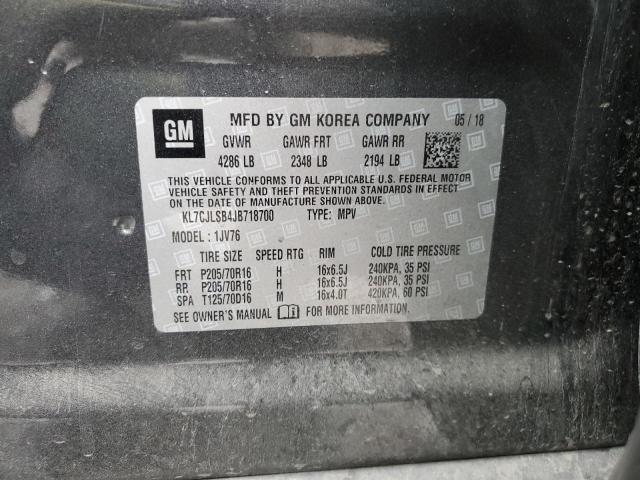 GM MFD BY GM KOREA COMPANY 05 / 18
GVWR GAWR FRT GAWR RR
4286 LB 2348 LB 2194 LB
THIS VEHICLE CONFORMS TO ALL APPLICABLE U.S. FEDERAL MOTOR
VEHICLE SAFETY AND THEFT PREVENTION STANDARDS IN EFFECT
ON THE DATE OF MANUFACTURE SHOWN ABOVE.
KL7CJLSB4JB718700 TYPE: MPV
MODEL : 1JV76
TIRE SIZE SPEED RTG RIM COLD TIRE PRESSURE
FRT P205/70R16 H 16x6.5J 240KPA, 35 PSI
RR P205/70R16 H 16x6.5J 240KPA, 35 PSI
SPA T125/70D16 M 16x4.0T 420KPA, 60 PSI
SEE OWNER'S MANUAL FOR MORE INFORMATION.